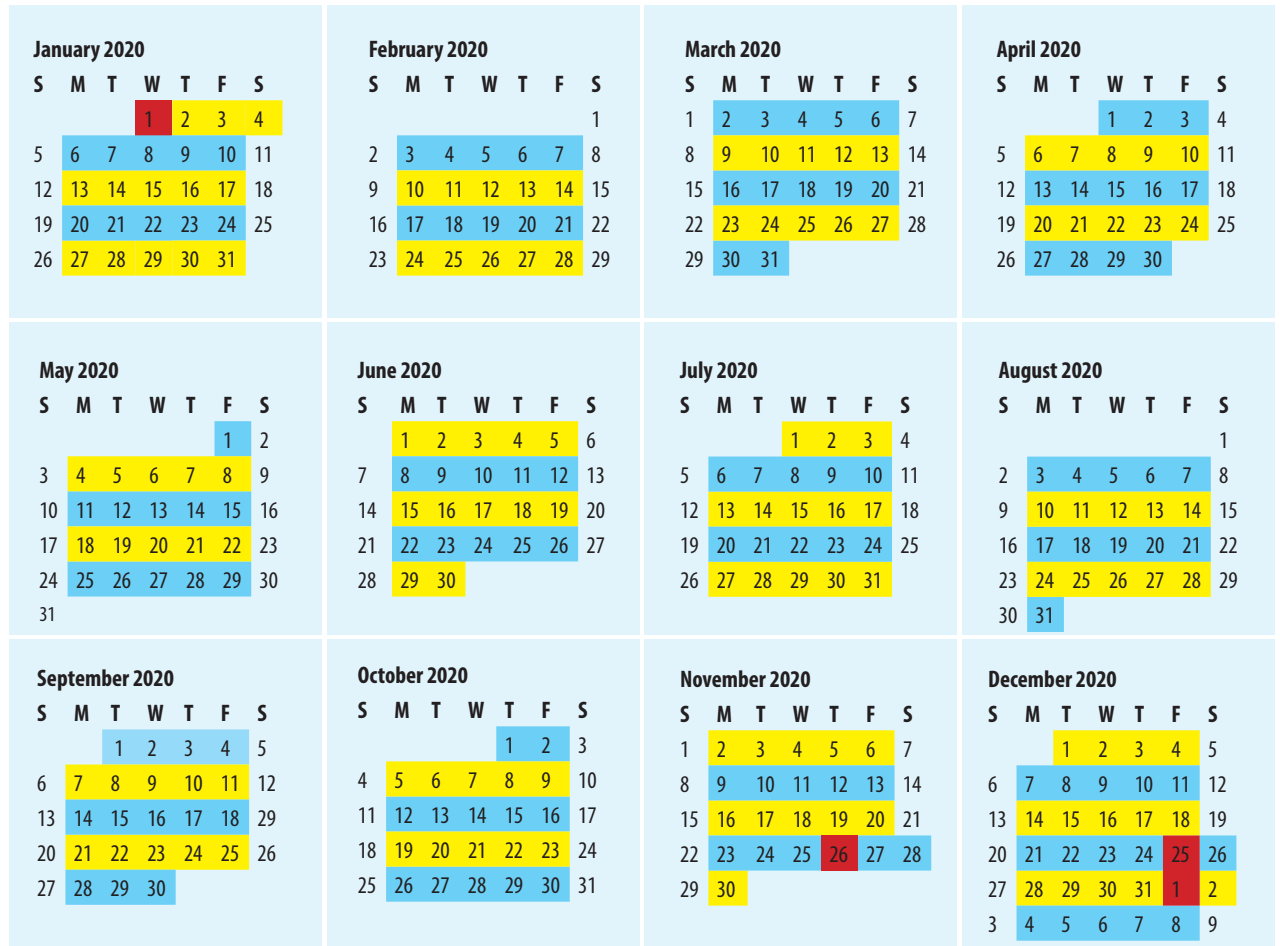 January 2020
S M T W T F S
1 2 3 4
5 6 7 8 9 10 11
12 13 14 15 16 17 18
19 20 21 22 23 24 25
26 27 28 29 30 31
February 2020
S M T W T F S
1
2 3 4 5 6 7 8
9 10 11 12 13 14 15
16 17 18 19 20 21 22
23 24 25 26 27 28 29
March 2020
S M T W T F S
1 2 3 4 5 6 7
8 9 10 11 12 13 14
15 16 17 18 19 20 21
22 23 24 25 26 27 28
29 30 31
April 2020
S M T W T F S
1 2 3 4
5 6 7 8 9 10 11
12 13 14 15 16 17 18
19 20 21 22 23 24 25
26 27 28 29 30
May 2020
S M T W T F S
1 2
3 4 5 6 7 8 9
10 11 12 13 14 15 16
17 18 19 20 21 22 23
24 25 26 27 28 29 30
31
June 2020
S M T W T F S
1 2 3 4 5 6
7 8 9 10 11 12 13
14 15 16 17 18 19 20
21 22 23 24 25 26 27
28 29 30
July 2020
S M T W T F S
1 2 3 4
5 6 7 8 9 10 11
12 13 14 15 16 17 18
19 20 21 22 23 24 25
26 27 28 29 30 31
August 2020
S M T W T F S
1
2 3 4 5 6 7 8
9 10 11 12 13 14 15
16 17 18 19 20 21 22
23 24 25 26 27 28 29
30 31
September 2020
S M T W T F S
1 2 3 4 5
6 7 8 9 10 11 12
13 14 15 16 17 18 29
20 21 22 23 24 25 26
27 28 29 30
October 2020
S M T W T F S
1 2 3
4 5 6 7 8 9 10
11 12 13 14 15 16 17
18 19 20 21 22 23 24
25 26 27 28 29 30 31
November 2020
S M T W T F S
1 2 3 4 5 6 7
8 9 10 11 12 13 14
15 16 17 18 19 20 21
22 23 24 25 26 27 28
29 30
December 2020
S M T W T F S
1 2 3 4 5
6 7 8 9 10 11 12
13 14 15 16 17 18 19
20 21 22 23 24 25 26
27 28 29 30 31 1 2
3 4 5 6 7 8 9